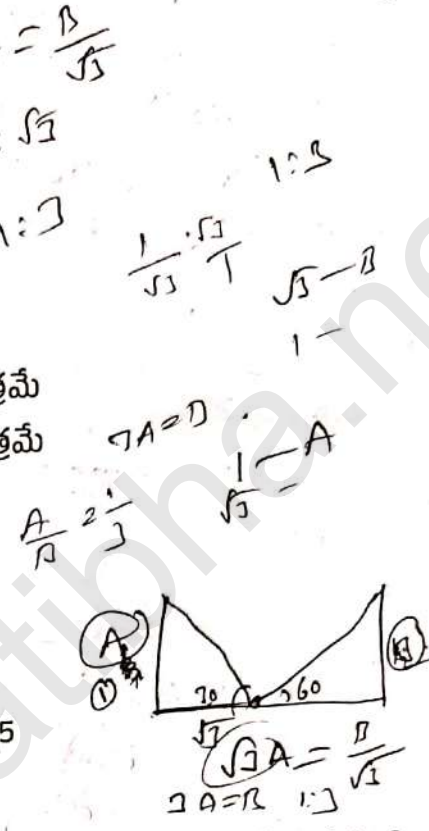 = B/√3
√3
1:3
1:3
1/√3 · √3/1
√3 — B
1 —
త్రమే
త్రమే
3A = B
1 — A
√3 —
A/B = 1/3
A
B
30
60
√3
5
√3A = B/√3
3A = B 1:3